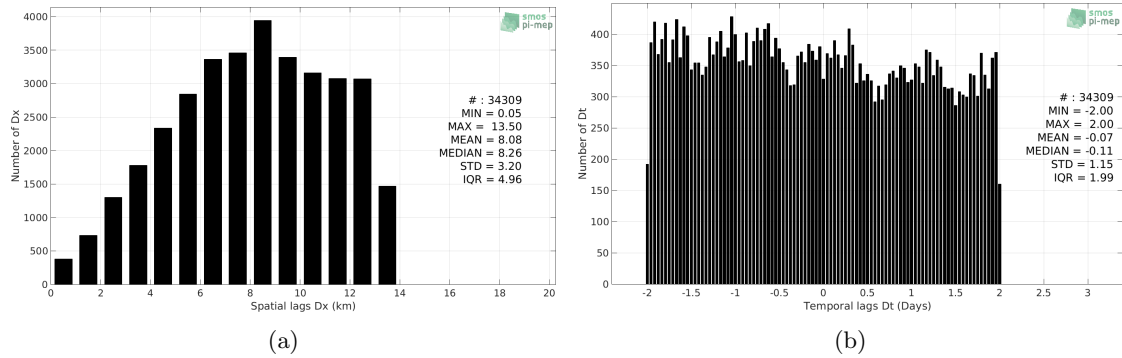 4000
3500
3000
2500
2000
1500
1000
500
0
Number of Dx
smos
pi-mep
# : 34309
MIN = 0.05
MAX = 13.50
MEAN = 8.08
MEDIAN = 8.26
STD = 3.20
IQR = 4.96
0 2 4 6 8 10 12 14 16 18 20
Spatial lags Dx (km)
(a)
400
350
300
250
200
150
100
50
0
Number of Dt
smos
pi-mep
# : 34309
MIN = -2.00
MAX = 2.00
MEAN = -0.07
MEDIAN = -0.11
STD = 1.15
IQR = 1.99
-2 -1.5 -1 -0.5 0 0.5 1 1.5 2 2.5 3
Temporal lags Dt (Days)
(b)